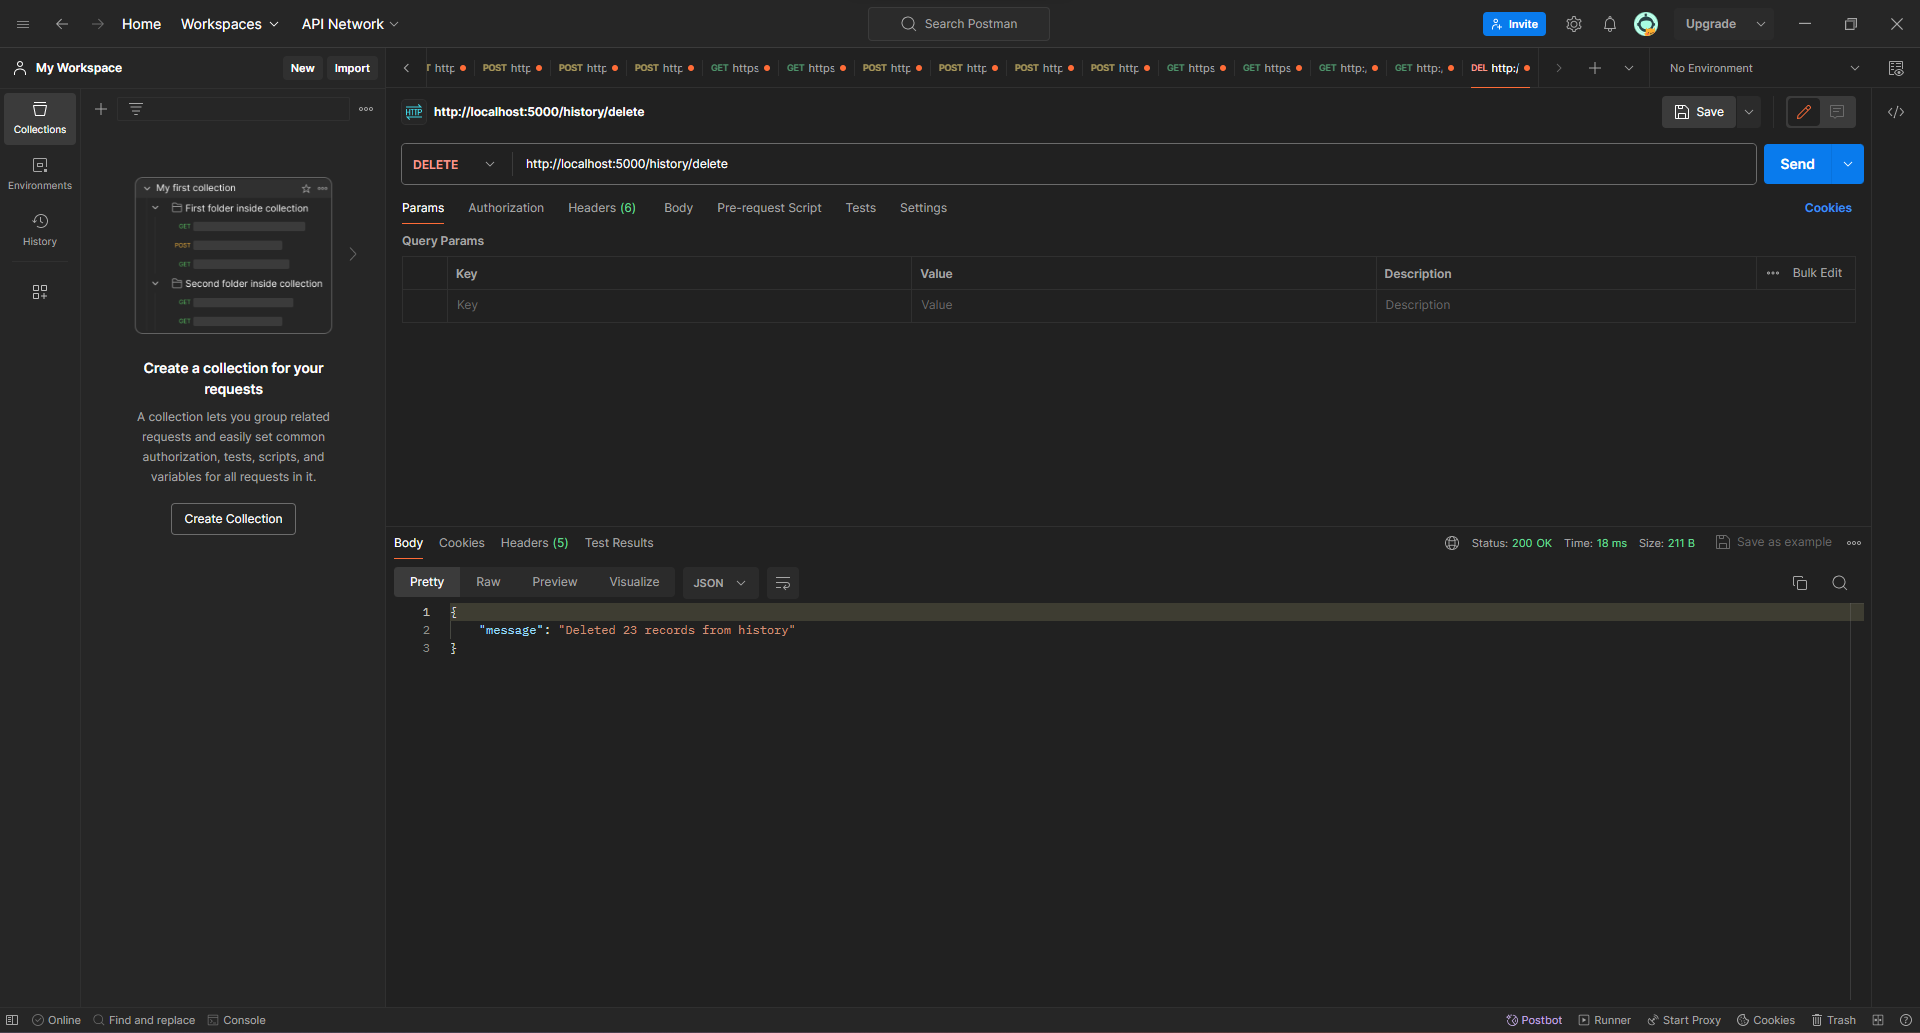 Home Workspaces API Network Search Postman Invite Upgrade
My Workspace New Import
http POST http POST http POST http GET https GET https POST http POST http POST http POST http GET https GET https GET http:, GET http:, DEL http:/ No Environment
Collections
Environments
History
My first collection
First folder inside collection
GET
POST
GET
Second folder inside collection
GET
GET
Create a collection for your
requests
A collection lets you group related
requests and easily set common
authorization, tests, scripts, and
variables for all requests in it.
Create Collection
HTTP http://localhost:5000/history/delete Save
DELETE http://localhost:5000/history/delete Send
Params Authorization Headers (6) Body Pre-request Script Tests Settings Cookies
Query Params
Key Value Description Bulk Edit
Key Value Description
Body Cookies Headers (5) Test Results Status: 200 OK Time: 18 ms Size: 211 B Save as example
Pretty Raw Preview Visualize JSON
1 {
2 "message": "Deleted 23 records from history"
3 }
Online Find and replace Console Postbot Runner Start Proxy Cookies Trash